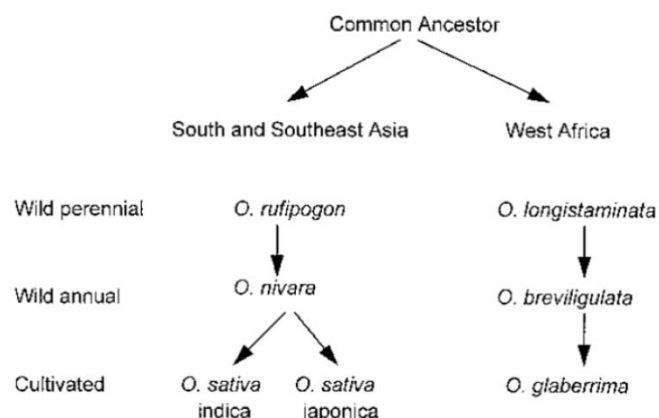 Common Ancestor
South and Southeast Asia West Africa
Wild perennial O. rufipogon O. longistaminata
Wild annual O. nivara O. breviligulata
Cultivated O. sativa O. sativa O. glaberrima
indica japonica